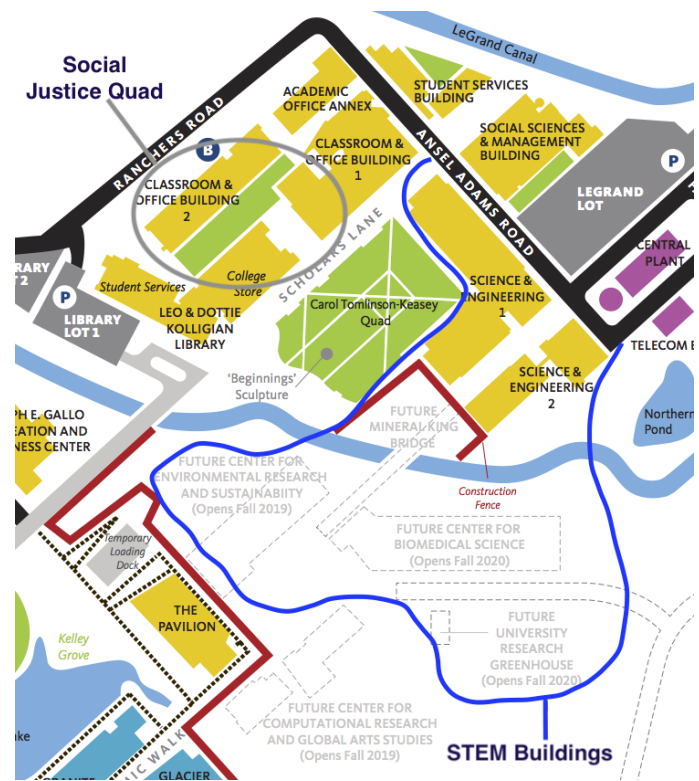 LeGrand Canal
Social
Justice Quad
ACADEMIC
OFFICE ANNEX
STUDENT SERVICES
BUILDING
RANCHERS ROAD
B
CLASSROOM &
OFFICE BUILDING
1
ANSEL ADAMS ROAD
SOCIAL SCIENCES
& MANAGEMENT
BUILDING
P
LEGRAND
LOT
CLASSROOM &
OFFICE BUILDING
2
SCHOLARS LANE
CENTRAL
PLANT
RARY
T 2
P
LIBRARY
LOT 1
Student Services
College
Store
LEO & DOTTIE
KOLLIGIAN
LIBRARY
Carol Tomlinson-Keasey
Quad
SCIENCE &
ENGINEERING
1
TELECOM B
'Beginnings'
Sculpture
SCIENCE &
ENGINEERING
2
PH E. GALLO
EATION AND
NESS CENTER
FUTURE
MINERAL KING
BRIDGE
Northern
Pond
FUTURE CENTER FOR
ENVIRONMENTAL RESEARCH
AND SUSTAINABIITY
(Opens Fall 2019)
Construction
Fence
Temporary
Loading
Dock
FUTURE CENTER FOR
BIOMEDICAL SCIENCE
(Opens Fall 2020)
THE
PAVILION
Kelley
Grove
FUTURE
UNIVERSITY
RESEARCH
GREENHOUSE
(Opens Fall 2020)
FUTURE CENTER FOR
COMPUTATIONAL RESEARCH
AND GLOBAL ARTS STUDIES
(Opens Fall 2019)
ake
MIC WALK
STEM Buildings
GRANITE
GLACIER